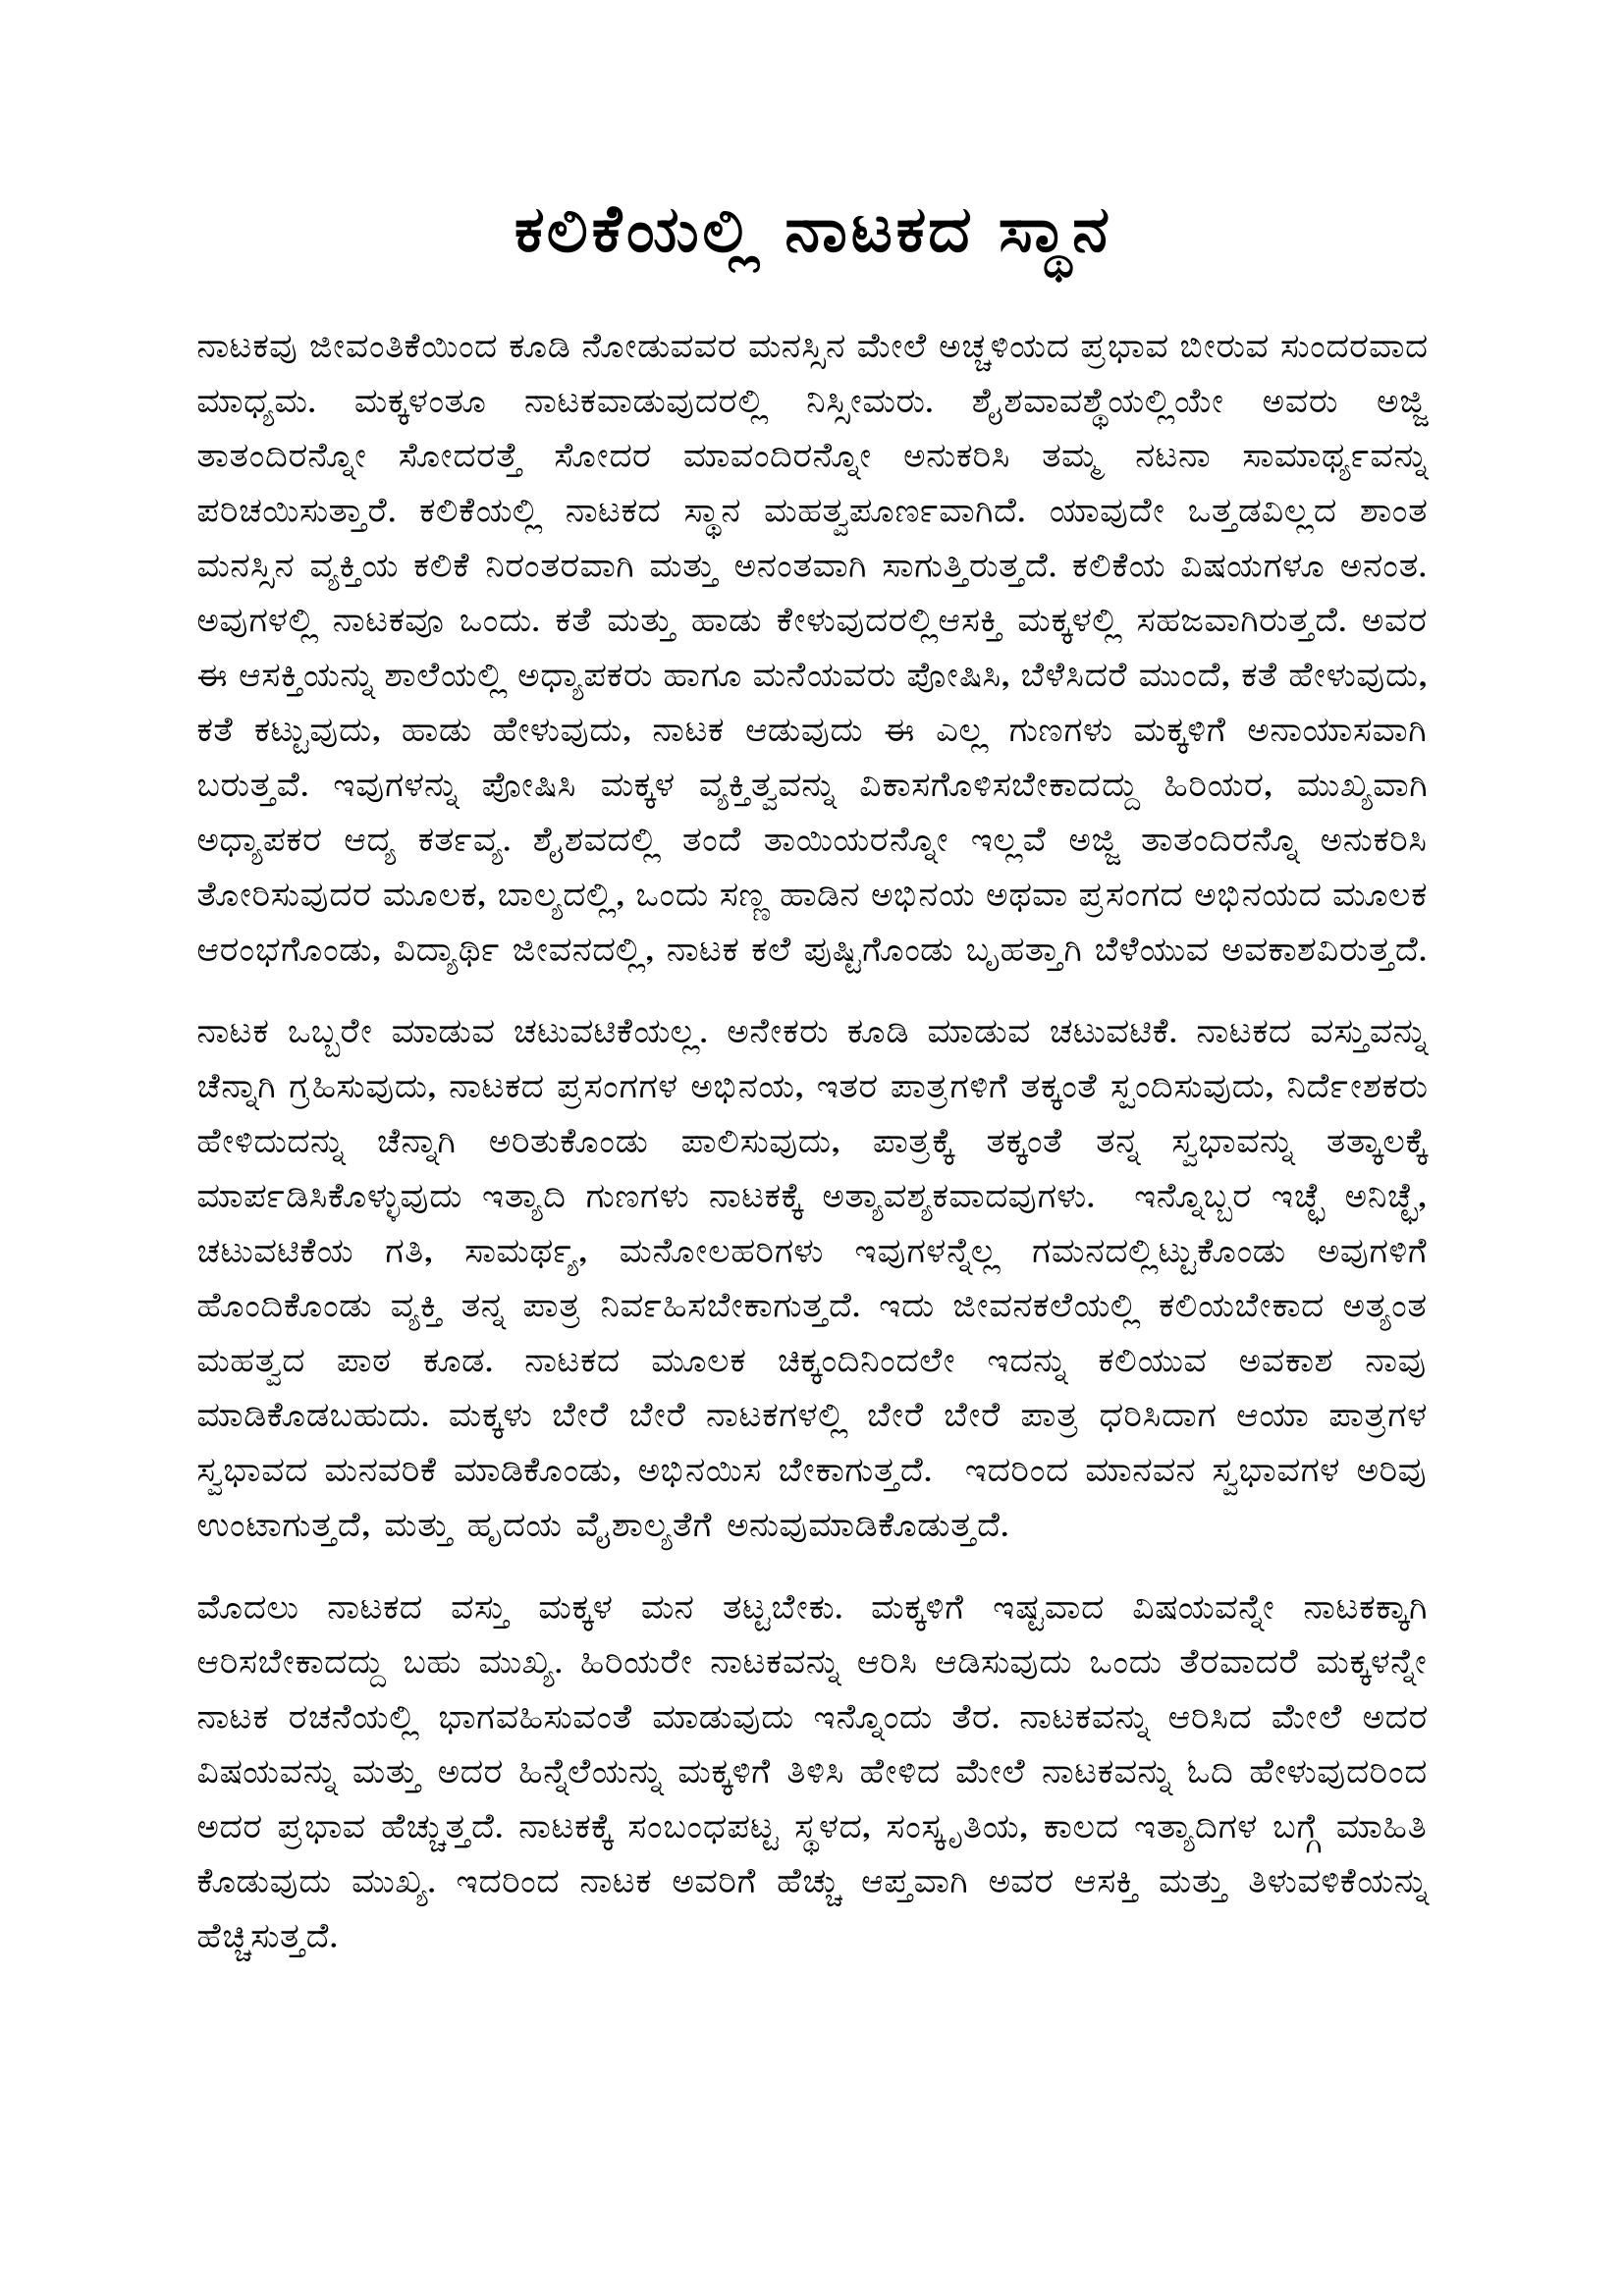 ಕಲಿಕೆಯಲ್ಲಿ ನಾಟಕದ ಸ್ಥಾನ
ನಾಟಕವು ಜೀವಂತಿಕೆಯಿಂದ ಕೂಡಿ ನೋಡುವವರ ಮನಸ್ಸಿನ ಮೇಲೆ ಅಚ್ಚಳಿಯದ ಪ್ರಭಾವ ಬೀರುವ ಸುಂದರವಾದ
ಮಾಧ್ಯಮ. ಮಕ್ಕಳಂತೂ ನಾಟಕವಾಡುವುದರಲ್ಲಿ ನಿಸ್ಸೀಮರು. ಶೈಶವಾವಶ್ಥೆಯಲ್ಲಿಯೇ ಅವರು ಅಜ್ಜಿ
ತಾತಂದಿರನ್ನೋ ಸೋದರತ್ತೆ ಸೋದರ ಮಾವಂದಿರನ್ನೋ ಅನುಕರಿಸಿ ತಮ್ಮ ನಟನಾ ಸಾಮಾರ್ಥ್ಯವನ್ನು
ಪರಿಚಯಿಸುತ್ತಾರೆ. ಕಲಿಕೆಯಲ್ಲಿ ನಾಟಕದ ಸ್ಥಾನ ಮಹತ್ವಪೂರ್ಣವಾಗಿದೆ. ಯಾವುದೇ ಒತ್ತಡವಿಲ್ಲದ ಶಾಂತ
ಮನಸ್ಸಿನ ವ್ಯಕ್ತಿಯ ಕಲಿಕೆ ನಿರಂತರವಾಗಿ ಮತ್ತು ಅನಂತವಾಗಿ ಸಾಗುತ್ತಿರುತ್ತದೆ. ಕಲಿಕೆಯ ವಿಷಯಗಳೂ ಅನಂತ.
ಅವುಗಳಲ್ಲಿ ನಾಟಕವೂ ಒಂದು. ಕತೆ ಮತ್ತು ಹಾಡು ಕೇಳುವುದರಲ್ಲಿಆಸಕ್ತಿ ಮಕ್ಕಳಲ್ಲಿ ಸಹಜವಾಗಿರುತ್ತದೆ. ಅವರ
ಈ ಆಸಕ್ತಿಯನ್ನು ಶಾಲೆಯಲ್ಲಿ ಅಧ್ಯಾಪಕರು ಹಾಗೂ ಮನೆಯವರು ಪೋಷಿಸಿ, ಬೆಳೆಸಿದರೆ ಮುಂದೆ, ಕತೆ ಹೇಳುವುದು,
ಕತೆ ಕಟ್ಟುವುದು, ಹಾಡು ಹೇಳುವುದು, ನಾಟಕ ಆಡುವುದು ಈ ಎಲ್ಲ ಗುಣಗಳು ಮಕ್ಕಳಿಗೆ ಅನಾಯಾಸವಾಗಿ
ಬರುತ್ತವೆ. ಇವುಗಳನ್ನು ಪೋಷಿಸಿ ಮಕ್ಕಳ ವ್ಯಕ್ತಿತ್ವವನ್ನು ವಿಕಾಸಗೊಳಿಸಬೇಕಾದದ್ದು ಹಿರಿಯರ, ಮುಖ್ಯವಾಗಿ
ಅಧ್ಯಾಪಕರ ಆದ್ಯ ಕರ್ತವ್ಯ. ಶೈಶವದಲ್ಲಿ ತಂದೆ ತಾಯಿಯರನ್ನೋ ಇಲ್ಲವೆ ಅಜ್ಜಿ ತಾತಂದಿರನ್ನೊ ಅನುಕರಿಸಿ
ತೋರಿಸುವುದರ ಮೂಲಕ, ಬಾಲ್ಯದಲ್ಲಿ, ಒಂದು ಸಣ್ಣ ಹಾಡಿನ ಅಭಿನಯ ಅಥವಾ ಪ್ರಸಂಗದ ಅಭಿನಯದ ಮೂಲಕ
ಆರಂಭಗೊಂಡು, ವಿದ್ಯಾರ್ಥಿ ಜೀವನದಲ್ಲಿ, ನಾಟಕ ಕಲೆ ಪುಷ್ಟಿಗೊಂಡು ಬೃಹತ್ತಾಗಿ ಬೆಳೆಯುವ ಅವಕಾಶವಿರುತ್ತದೆ.
ನಾಟಕ ಒಬ್ಬರೇ ಮಾಡುವ ಚಟುವಟಿಕೆಯಲ್ಲ. ಅನೇಕರು ಕೂಡಿ ಮಾಡುವ ಚಟುವಟಿಕೆ. ನಾಟಕದ ವಸ್ತುವನ್ನು
ಚೆನ್ನಾಗಿ ಗ್ರಹಿಸುವುದು, ನಾಟಕದ ಪ್ರಸಂಗಗಳ ಅಭಿನಯ, ಇತರ ಪಾತ್ರಗಳಿಗೆ ತಕ್ಕಂತೆ ಸ್ಪಂದಿಸುವುದು, ನಿರ್ದೇಶಕರು
ಹೇಳಿದುದನ್ನು ಚೆನ್ನಾಗಿ ಅರಿತುಕೊಂಡು ಪಾಲಿಸುವುದು, ಪಾತ್ರಕ್ಕೆ ತಕ್ಕಂತೆ ತನ್ನ ಸ್ವಭಾವನ್ನು ತತ್ಕಾಲಕ್ಕೆ
ಮಾರ್ಪಡಿಸಿಕೊಳ್ಳುವುದು ಇತ್ಯಾದಿ ಗುಣಗಳು ನಾಟಕಕ್ಕೆ ಅತ್ಯಾವಶ್ಯಕವಾದವುಗಳು. ಇನ್ನೊಬ್ಬರ ಇಚ್ಛೆ ಅನಿಚ್ಛೆ,
ಚಟುವಟಿಕೆಯ ಗತಿ, ಸಾಮರ್ಥ್ಯ, ಮನೋಲಹರಿಗಳು ಇವುಗಳನ್ನೆಲ್ಲ ಗಮನದಲ್ಲಿಟ್ಟುಕೊಂಡು ಅವುಗಳಿಗೆ
ಹೊಂದಿಕೊಂಡು ವ್ಯಕ್ತಿ ತನ್ನ ಪಾತ್ರ ನಿರ್ವಹಿಸಬೇಕಾಗುತ್ತದೆ. ಇದು ಜೀವನಕಲೆಯಲ್ಲಿ ಕಲಿಯಬೇಕಾದ ಅತ್ಯಂತ
ಮಹತ್ವದ ಪಾಠ ಕೂಡ. ನಾಟಕದ ಮೂಲಕ ಚಿಕ್ಕಂದಿನಿಂದಲೇ ಇದನ್ನು ಕಲಿಯುವ ಅವಕಾಶ ನಾವು
ಮಾಡಿಕೊಡಬಹುದು. ಮಕ್ಕಳು ಬೇರೆ ಬೇರೆ ನಾಟಕಗಳಲ್ಲಿ ಬೇರೆ ಬೇರೆ ಪಾತ್ರ ಧರಿಸಿದಾಗ ಆಯಾ ಪಾತ್ರಗಳ
ಸ್ವಭಾವದ ಮನವರಿಕೆ ಮಾಡಿಕೊಂಡು, ಅಭಿನಯಿಸ ಬೇಕಾಗುತ್ತದೆ. ಇದರಿಂದ ಮಾನವನ ಸ್ವಭಾವಗಳ ಅರಿವು
ಉಂಟಾಗುತ್ತದೆ, ಮತ್ತು ಹೃದಯ ವೈಶಾಲ್ಯತೆಗೆ ಅನುವುಮಾಡಿಕೊಡುತ್ತದೆ.
ಮೊದಲು ನಾಟಕದ ವಸ್ತು ಮಕ್ಕಳ ಮನ ತಟ್ಟಬೇಕು. ಮಕ್ಕಳಿಗೆ ಇಷ್ಟವಾದ ವಿಷಯವನ್ನೇ ನಾಟಕಕ್ಕಾಗಿ
ಆರಿಸಬೇಕಾದದ್ದು ಬಹು ಮುಖ್ಯ. ಹಿರಿಯರೇ ನಾಟಕವನ್ನು ಆರಿಸಿ ಆಡಿಸುವುದು ಒಂದು ತೆರವಾದರೆ ಮಕ್ಕಳನ್ನೇ
ನಾಟಕ ರಚನೆಯಲ್ಲಿ ಭಾಗವಹಿಸುವಂತೆ ಮಾಡುವುದು ಇನ್ನೊಂದು ತೆರ. ನಾಟಕವನ್ನು ಆರಿಸಿದ ಮೇಲೆ ಅದರ
ವಿಷಯವನ್ನು ಮತ್ತು ಅದರ ಹಿನ್ನೆಲೆಯನ್ನು ಮಕ್ಕಳಿಗೆ ತಿಳಿಸಿ ಹೇಳಿದ ಮೇಲೆ ನಾಟಕವನ್ನು ಓದಿ ಹೇಳುವುದರಿಂದ
ಅದರ ಪ್ರಭಾವ ಹೆಚ್ಚುತ್ತದೆ. ನಾಟಕಕ್ಕೆ ಸಂಬಂಧಪಟ್ಟ ಸ್ಥಳದ, ಸಂಸ್ಕೃತಿಯ, ಕಾಲದ ಇತ್ಯಾದಿಗಳ ಬಗ್ಗೆ ಮಾಹಿತಿ
ಕೊಡುವುದು ಮುಖ್ಯ. ಇದರಿಂದ ನಾಟಕ ಅವರಿಗೆ ಹೆಚ್ಚು ಆಪ್ತವಾಗಿ ಅವರ ಆಸಕ್ತಿ ಮತ್ತು ತಿಳುವಳಿಕೆಯನ್ನು
ಹೆಚ್ಚಿಸುತ್ತದೆ.